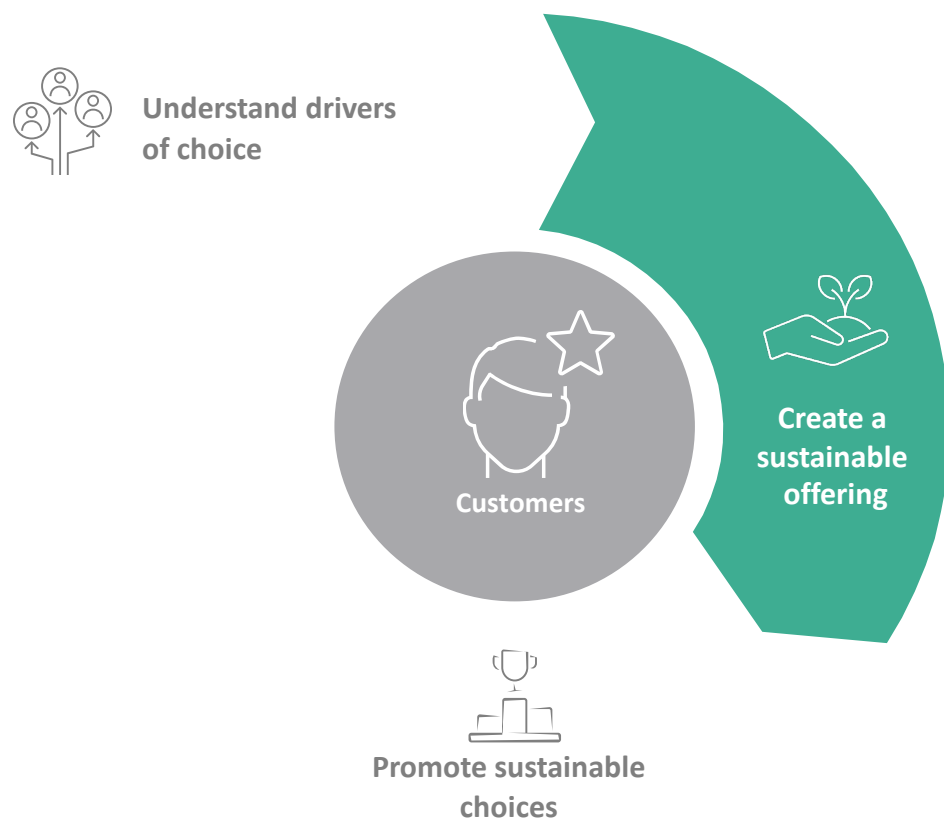 Understand drivers
of choice
Create a
sustainable
offering
Customers
Promote sustainable
choices